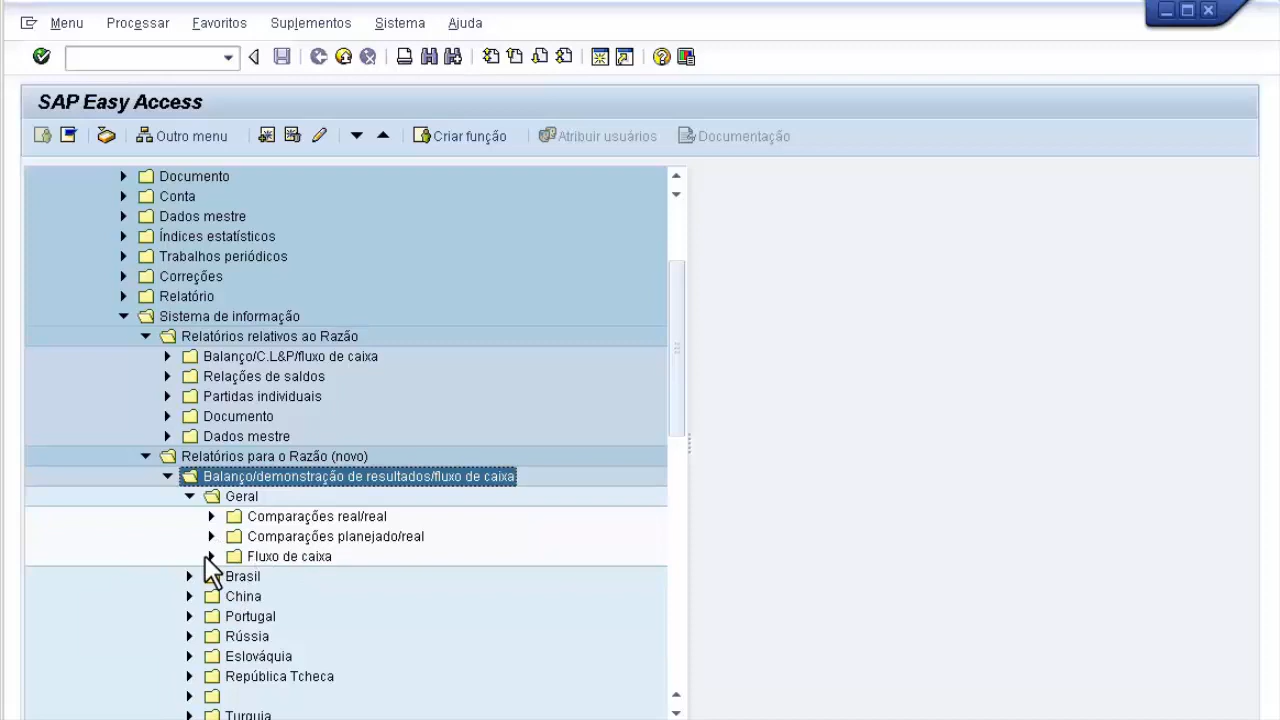 Menu Processar Favoritos Suplementos Sistema Ajuda
SAP Easy Access
Outro menu Criar função Atribuir usuários Documentação
Documento
Conta
Dados mestre
Índices estatísticos
Trabalhos periódicos
Correções
Relatório
Sistema de informação
Relatórios relativos ao Razão
Balanço/C.L&P/fluxo de caixa
Relações de saldos
Partidas individuais
Documento
Dados mestre
Relatórios para o Razão (novo)
Balanço/demonstração de resultados/fluxo de caixa
Geral
Comparações real/real
Comparações planejado/real
Fluxo de caixa
Brasil
China
Portugal
Rússia
Eslováquia
República Tcheca
Turquia